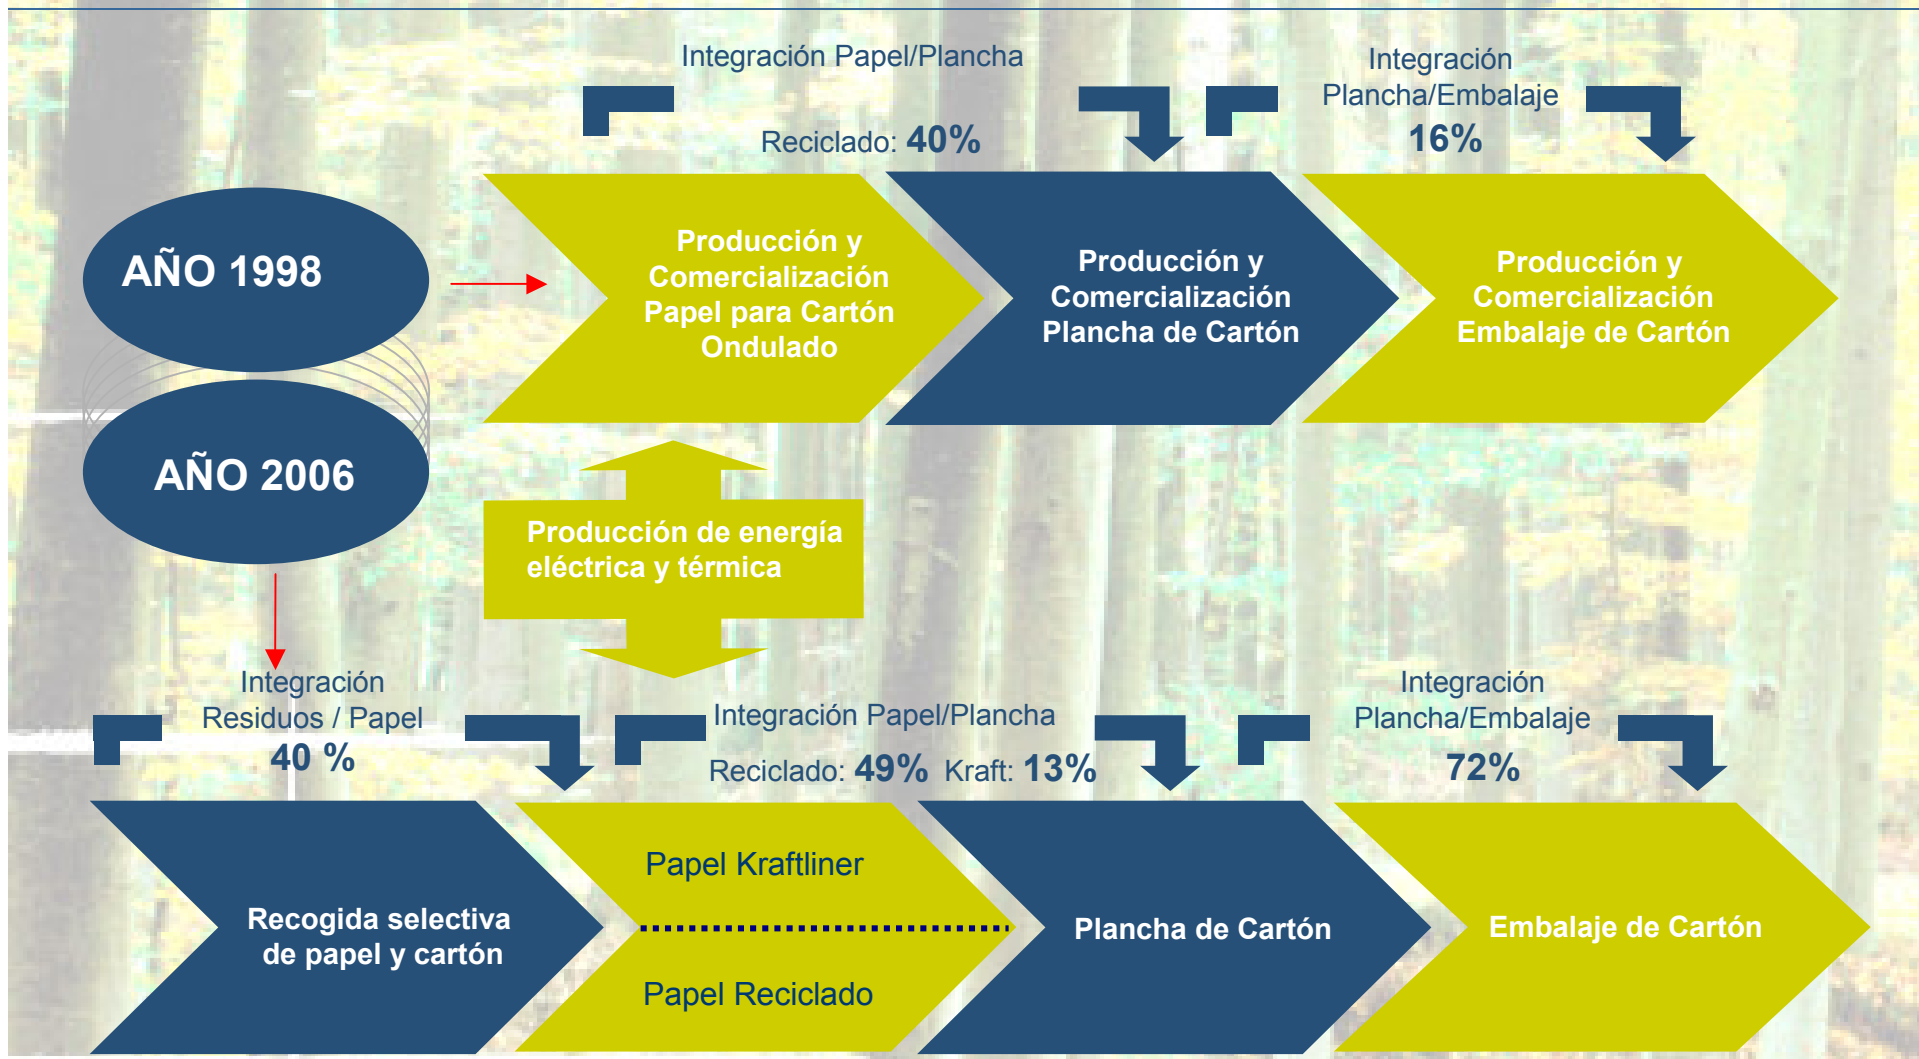 Integración Papel/Plancha
Reciclado: 40%
Integración
Plancha/Embalaje
16%
AÑO 1998
Producción y
Comercialización
Papel para Cartón
Ondulado
Producción y
Comercialización
Plancha de Cartón
Producción y
Comercialización
Embalaje de Cartón
AÑO 2006
Producción de energía
eléctrica y térmica
Integración
Residuos / Papel
40 %
Integración Papel/Plancha
Reciclado: 49% Kraft: 13%
Integración
Plancha/Embalaje
72%
Recogida selectiva
de papel y cartón
Papel Kraftliner
Papel Reciclado
Plancha de Cartón
Embalaje de Cartón